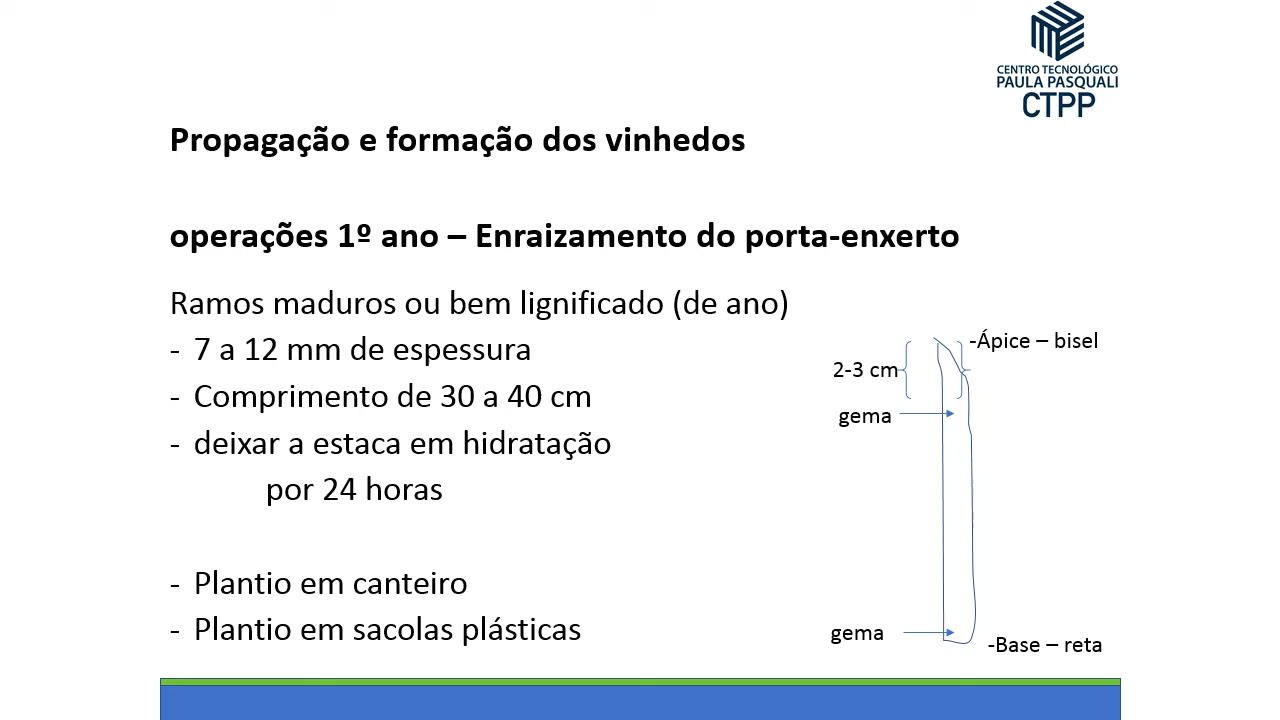 CENTRO TECNOLÓGICO
PAULA PASQUALI
CTPP
Propagação e formação dos vinhedos
operações 1º ano – Enraizamento do porta-enxerto
Ramos maduros ou bem lignificado (de ano)
- 7 a 12 mm de espessura
- Comprimento de 30 a 40 cm
- deixar a estaca em hidratação
por 24 horas
- Plantio em canteiro
- Plantio em sacolas plásticas
-Ápice – bisel
2-3 cm
gema
gema
-Base – reta